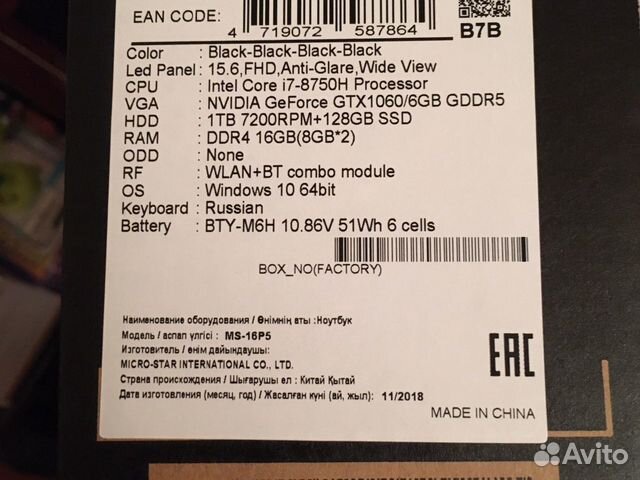 EAN CODE:
4 719072 587864
B7B
Color : Black-Black-Black-Black
Led Panel : 15.6,FHD,Anti-Glare,Wide View
CPU : Intel Core i7-8750H Processor
VGA : NVIDIA GeForce GTX1060/6GB GDDR5
HDD : 1TB 7200RPM+128GB SSD
RAM : DDR4 16GB(8GB*2)
ODD : None
RF : WLAN+BT combo module
OS : Windows 10 64bit
Keyboard : Russian
Battery : BTY-M6H 10.86V 51Wh 6 cells
BOX_NO(FACTORY)
Наименование оборудования / Өнімнің аты :Ноутбук
Модель / аспап үлгісі : MS-16P5
Изготовитель / өнім дайындаушы:
MICRO-STAR INTERNATIONAL CO., LTD.
Страна происхождения / Шығарушы ел : Китай Қытай
Дата изготовления (месяц, год) / Жасалған күні (ай, жыл): 11/2018
EAC
MADE IN CHINA
Avito